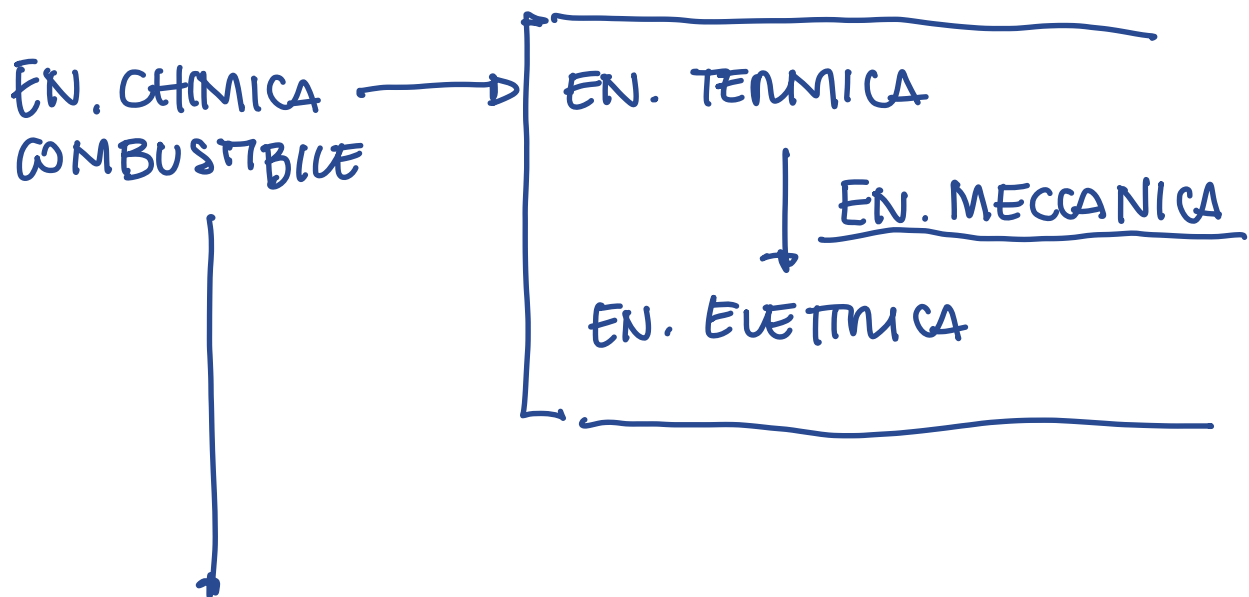 EN. CHIMICA
COMBUSTIBILE
EN. TERMICA
EN. MECCANICA
EN. ELETTRICA